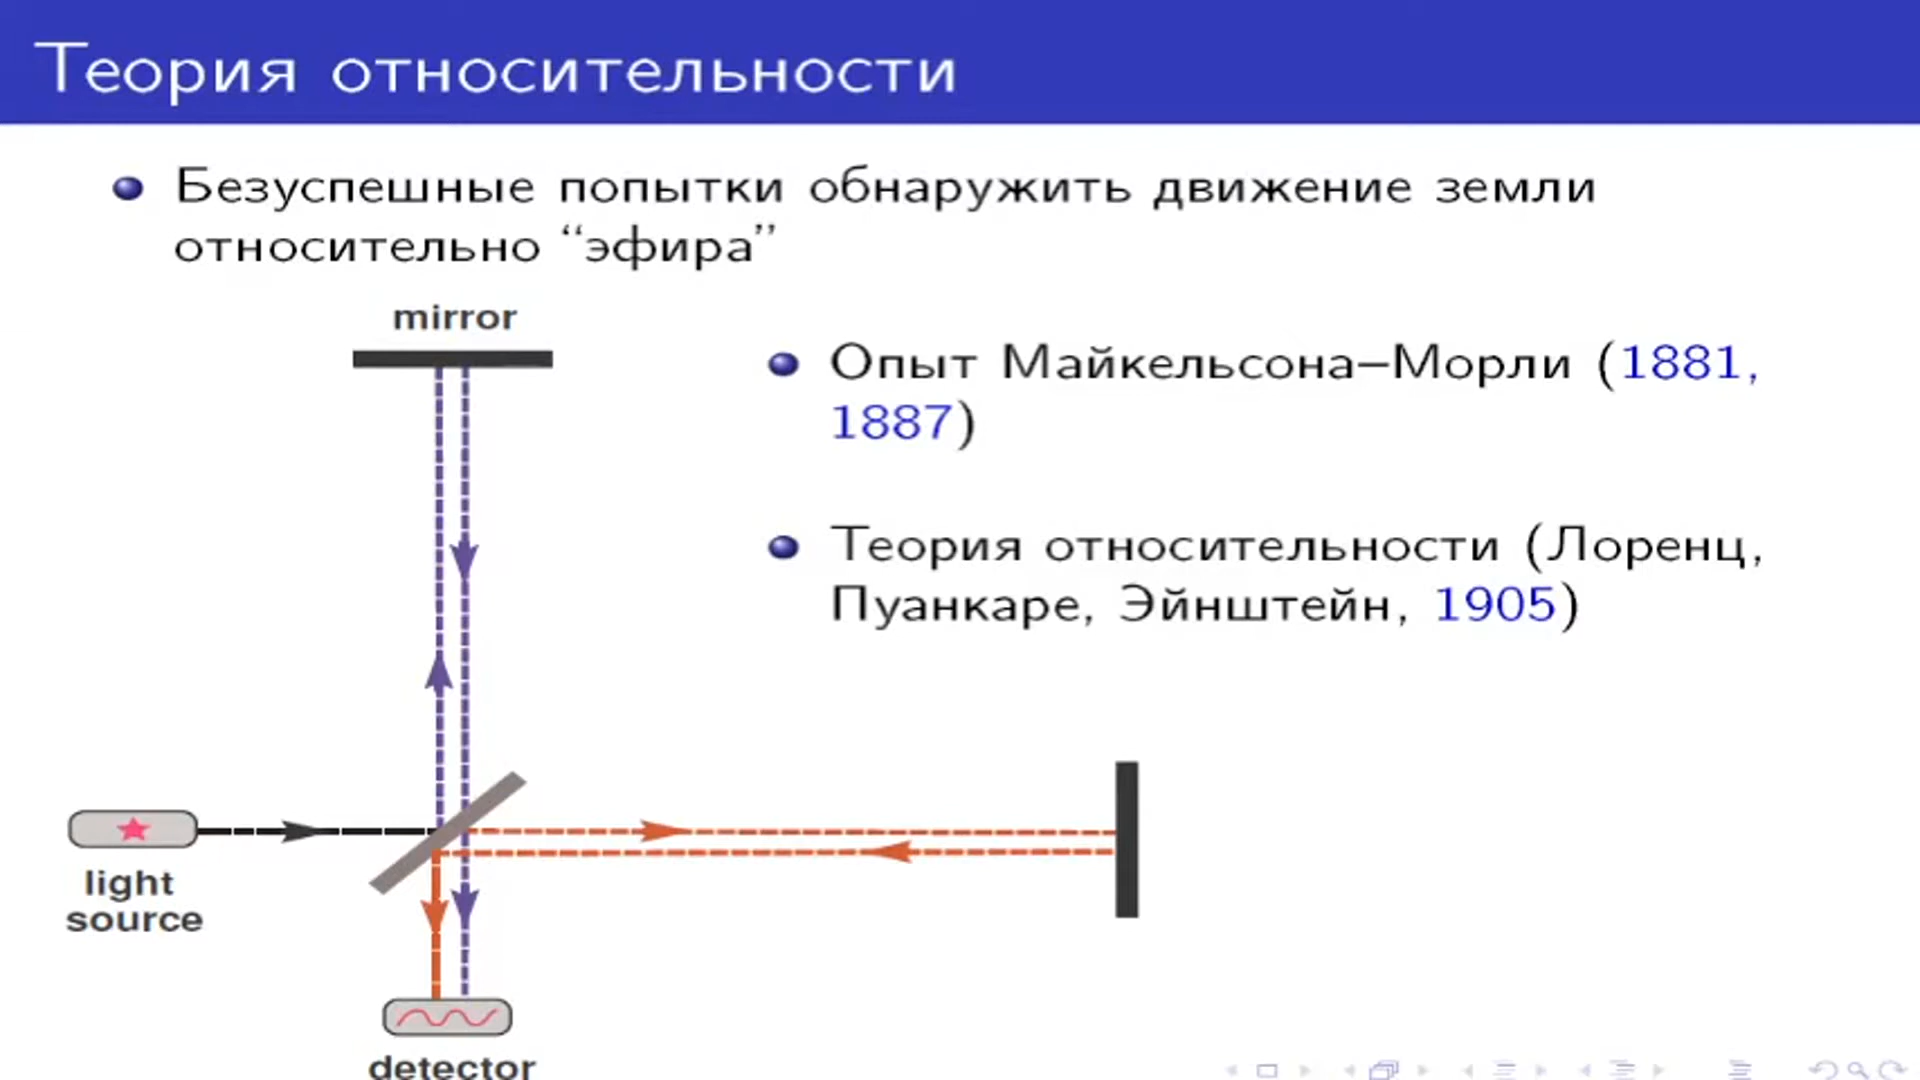 Теория относительности
Безуспешные попытки обнаружить движение земли
относительно “эфира”
mirror
Опыт Майкельсона–Морли (1881,
1887)
Теория относительности (Лоренц,
Пуанкаре, Эйнштейн, 1905)
light
source
detector